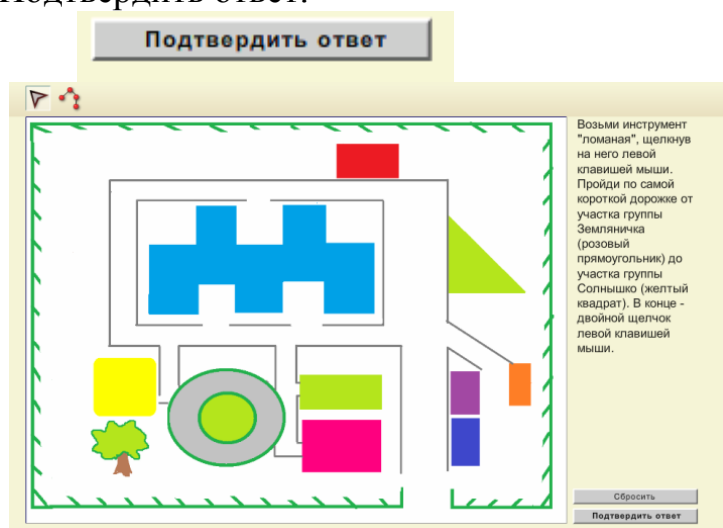 Подтвердить ответ.
Подтвердить ответ
Возьми инструмент
"ломаная", щелкнув
на него левой
клавишей мыши.
Пройди по самой
короткой дорожке от
участка группы
Земляничка
(розовый
прямоугольник) до
участка группы
Солнышко (желтый
квадрат). В конце -
двойной щелчок
левой клавишей
мыши.
Сбросить
Подтвердить ответ